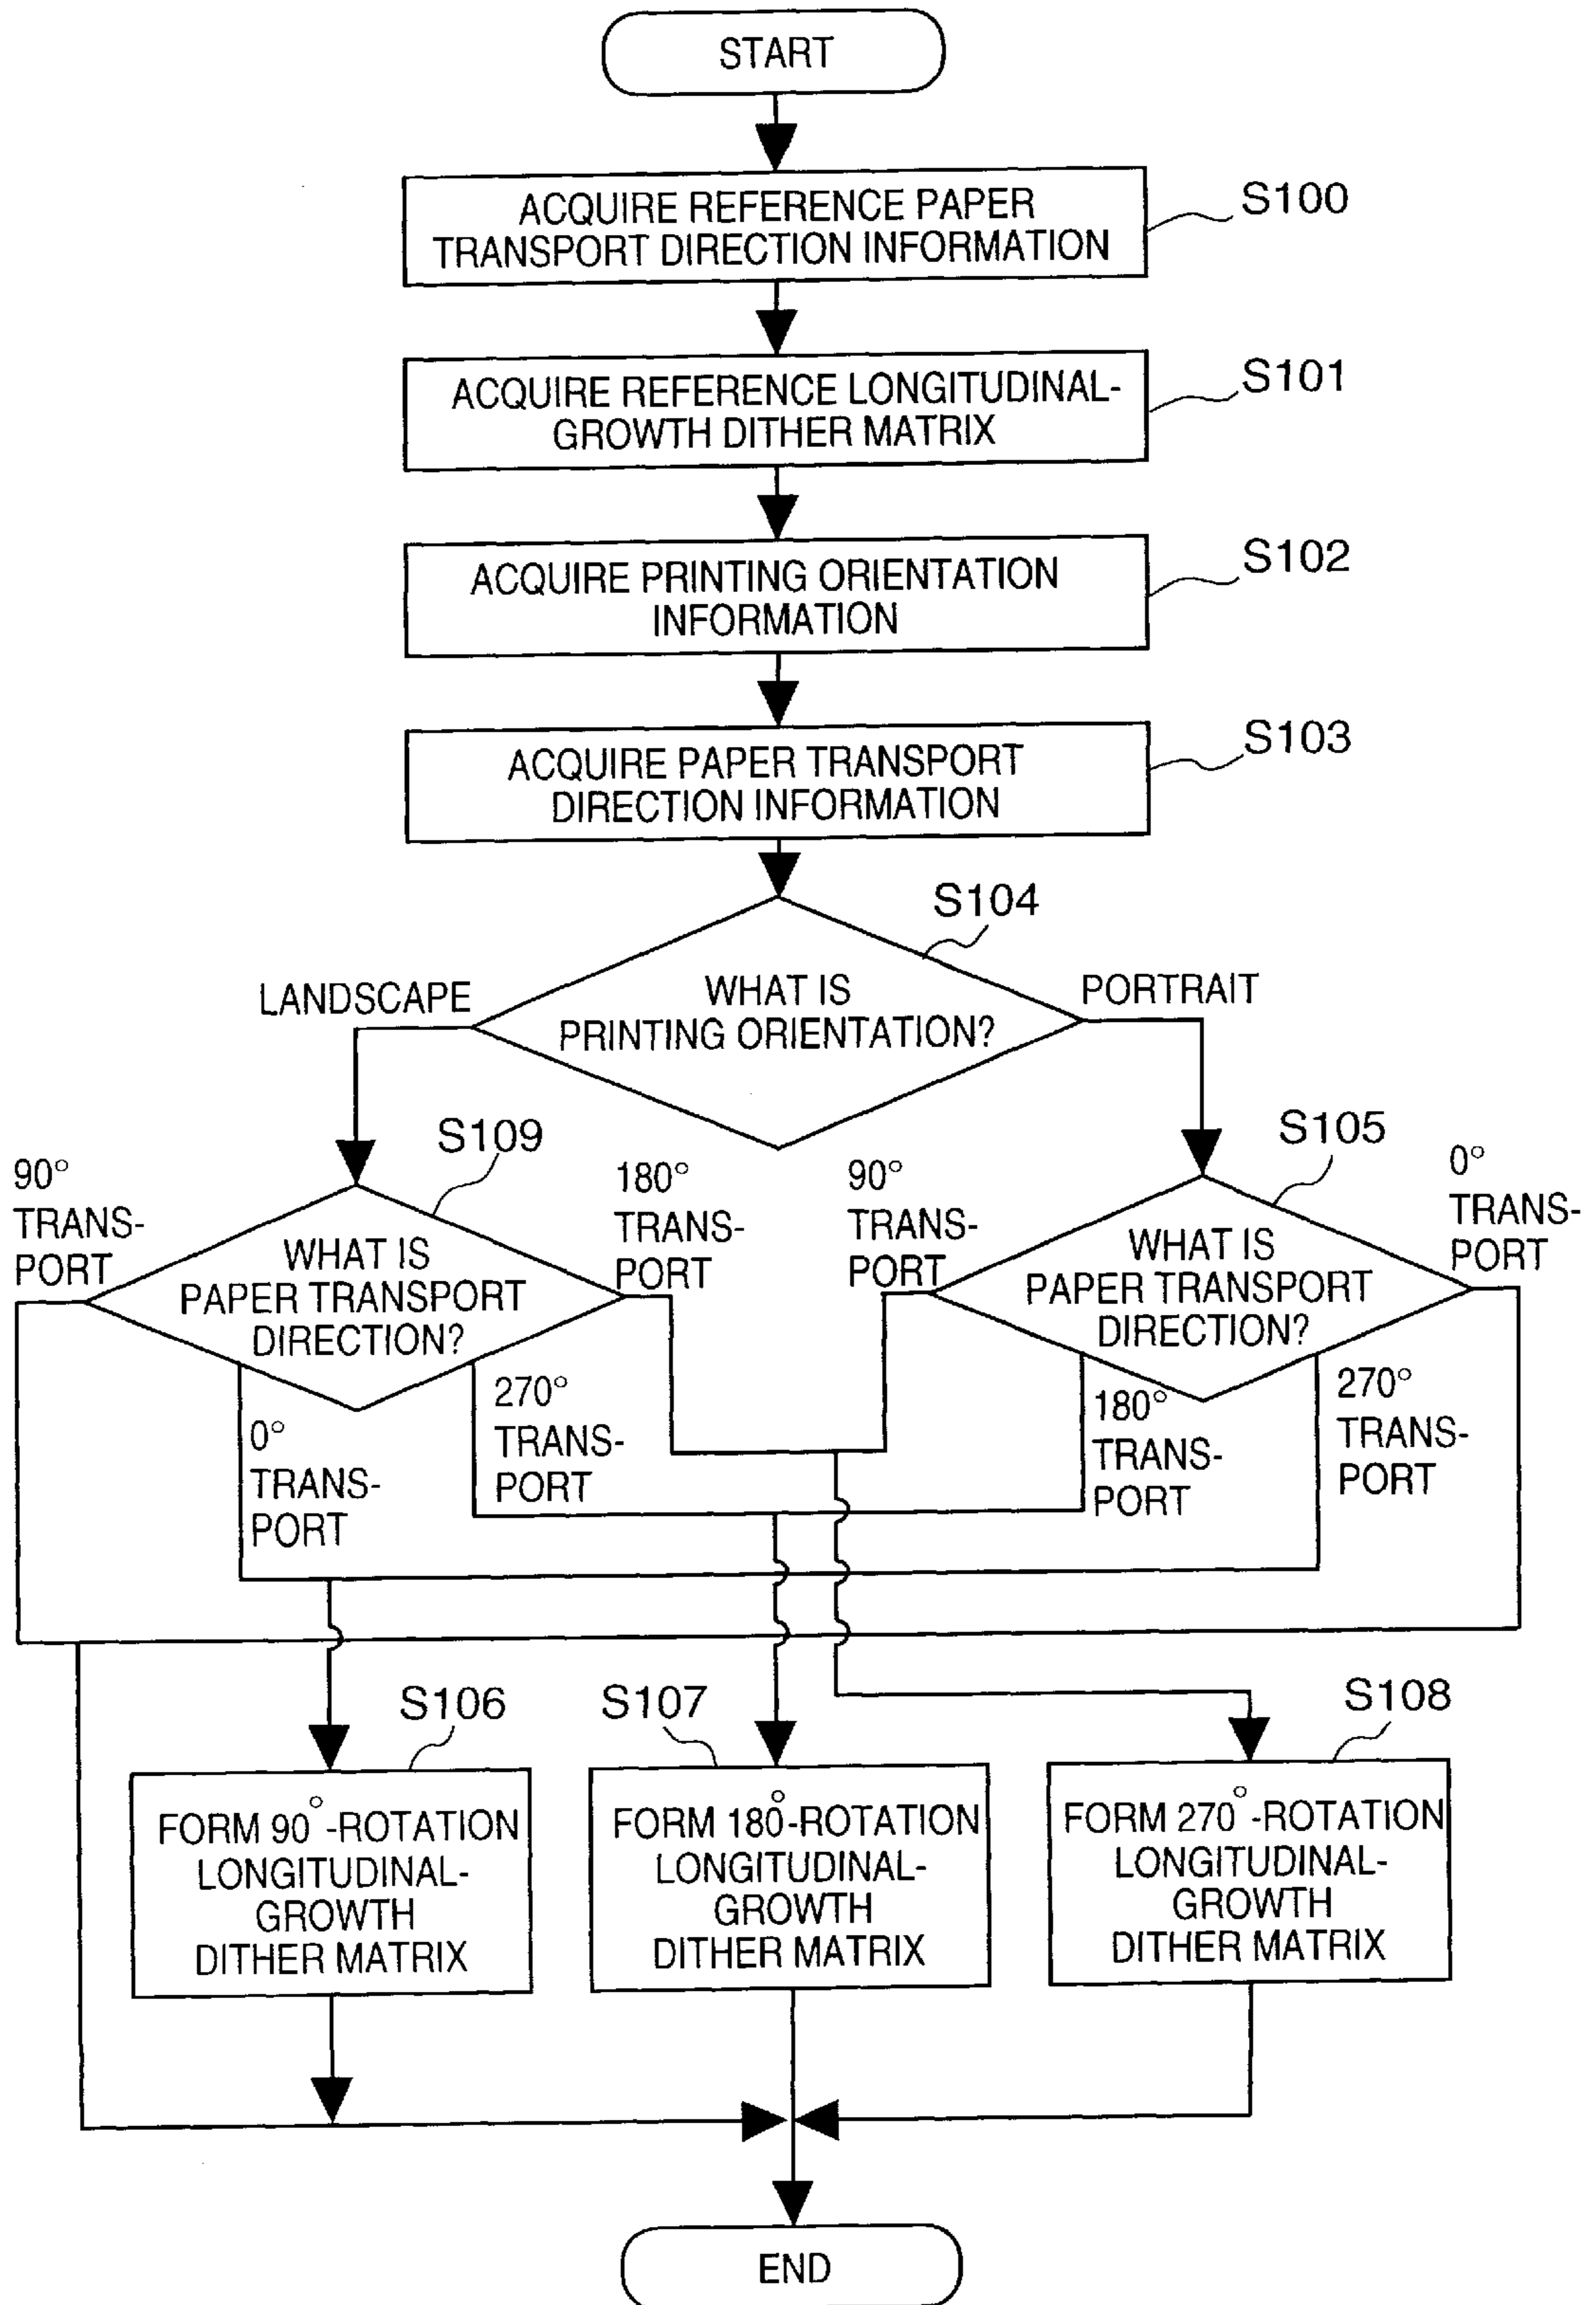 START
ACQUIRE REFERENCE PAPER
TRANSPORT DIRECTION INFORMATION
S100
ACQUIRE REFERENCE LONGITUDINAL-
GROWTH DITHER MATRIX
S101
ACQUIRE PRINTING ORIENTATION
INFORMATION
S102
ACQUIRE PAPER TRANSPORT
DIRECTION INFORMATION
S103
S104
WHAT IS
PRINTING ORIENTATION?
LANDSCAPE
PORTRAIT
S109
WHAT IS
PAPER TRANSPORT
DIRECTION?
90°
TRANS-
PORT
180°
TRANS-
PORT
0°
TRANS-
PORT
270°
TRANS-
PORT
S105
WHAT IS
PAPER TRANSPORT
DIRECTION?
90°
TRANS-
PORT
0°
TRANS-
PORT
180°
TRANS-
PORT
270°
TRANS-
PORT
S106
FORM 90°-ROTATION
LONGITUDINAL-
GROWTH
DITHER MATRIX
S107
FORM 180°-ROTATION
LONGITUDINAL-
GROWTH
DITHER MATRIX
S108
FORM 270°-ROTATION
LONGITUDINAL-
GROWTH
DITHER MATRIX
END